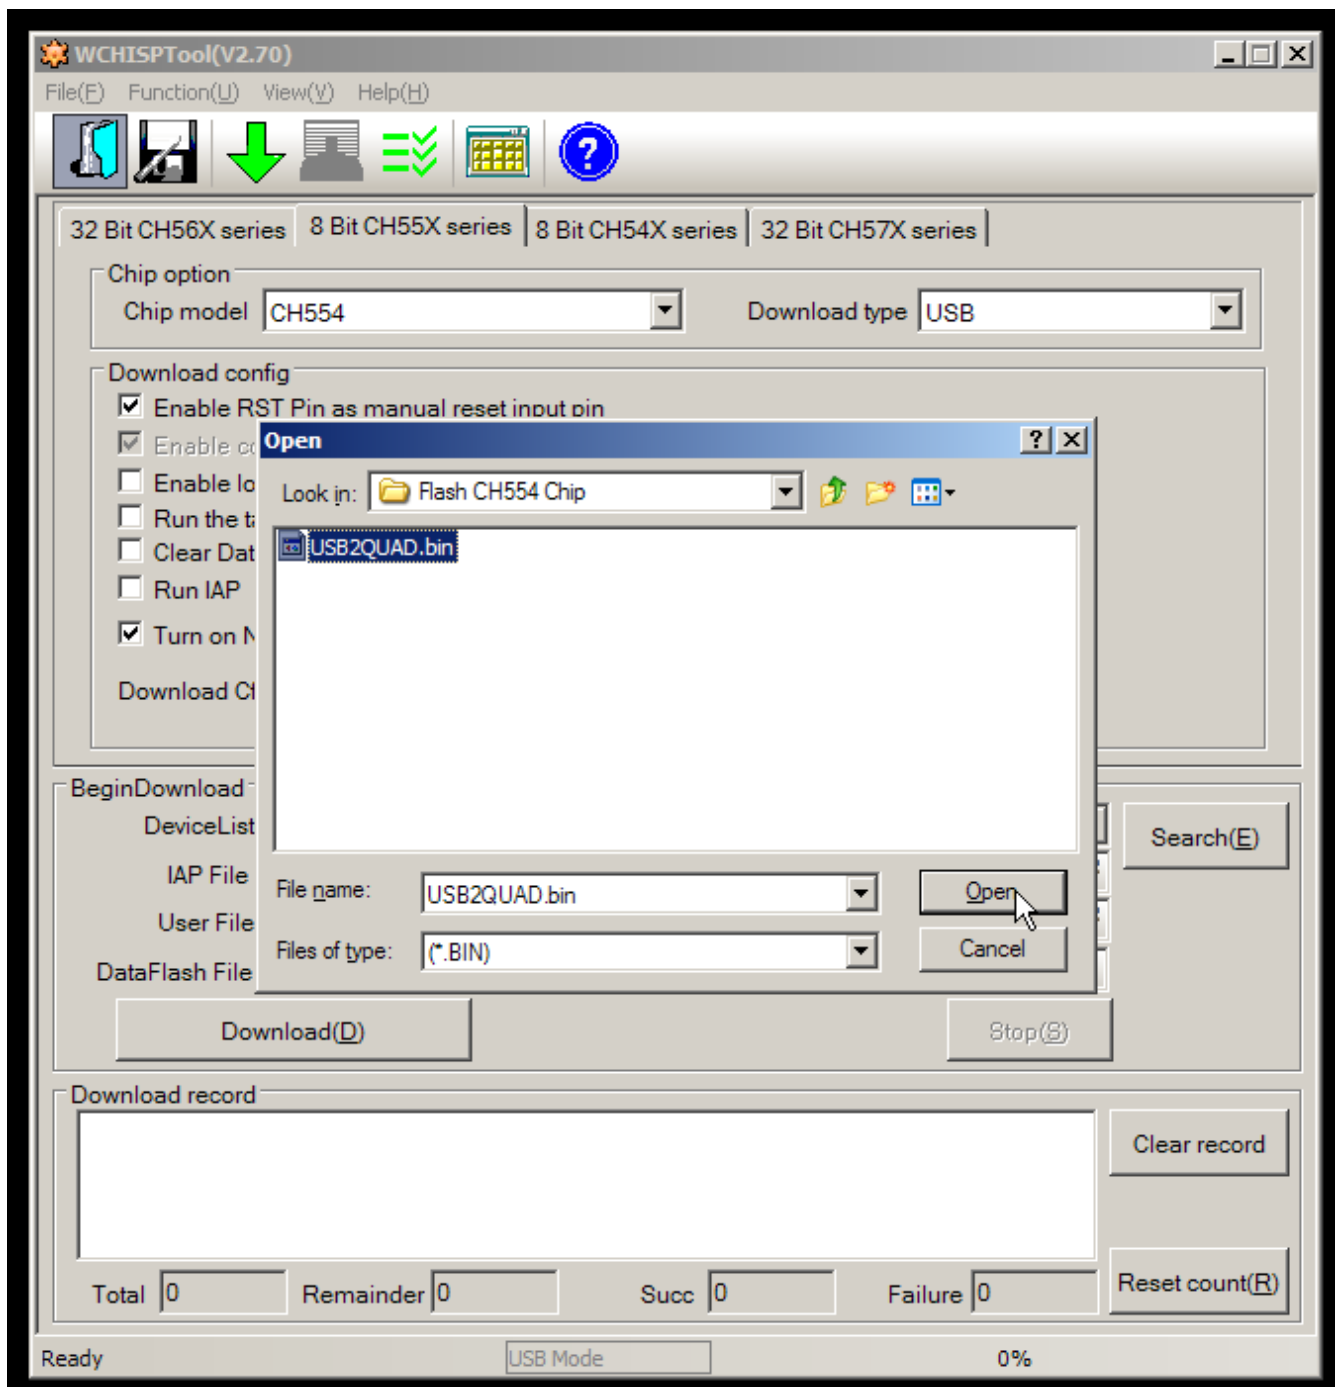 WCHISPTool(V2.70)
File(F) Function(U) View(V) Help(H)
32 Bit CH56X series 8 Bit CH55X series 8 Bit CH54X series 32 Bit CH57X series
Chip option
Chip model CH554 Download type USB
Download config
Enable RST Pin as manual reset input pin
Enable
Open
Look in: Flash CH554 Chip
Enable
Run the
USB2QUAD.bin
Clear
Run IAP
Turn on
Download
BeginDownload
DeviceList
Search(E)
IAP File
File name: USB2QUAD.bin Open
User File
Files of type: (*.BIN) Cancel
DataFlash File
Download(D) Stop(S)
Download record
Clear record
Total 0 Remainder 0 Succ 0 Failure 0 Reset count(R)
Ready USB Mode 0%